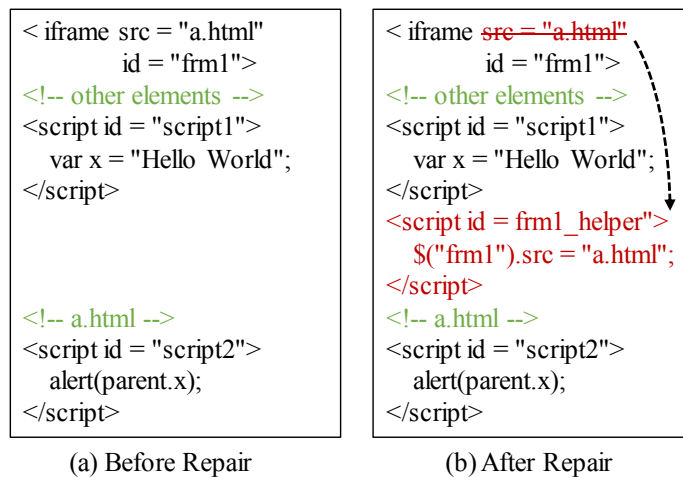 < iframe src = "a.html"
id = "frm1">
<!-- other elements -->
<script id = "script1">
var x = "Hello World";
</script>
<!-- a.html -->
<script id = "script2">
alert(parent.x);
</script>
(a) Before Repair
< iframe src = "a.html"
id = "frm1">
<!-- other elements -->
<script id = "script1">
var x = "Hello World";
</script>
<script id = frm1_helper">
$("frm1").src = "a.html";
</script>
<!-- a.html -->
<script id = "script2">
alert(parent.x);
</script>
(b) After Repair